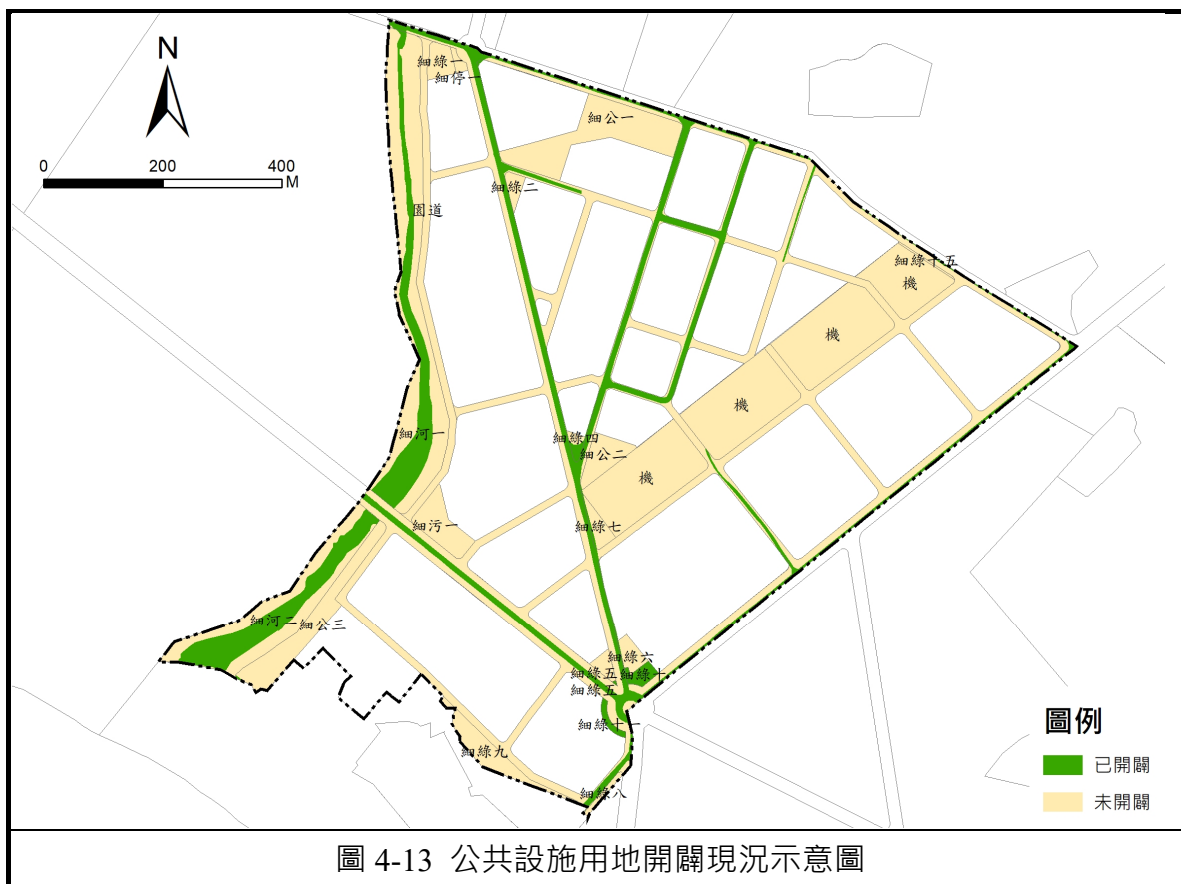 N
0 200 400
M
細綠一
細停一
細公一
細綠二
園道
細綠十五
機
機
機
細河一
細綠四
細公二
機
細污一
細綠七
細河二
細公三
細綠六
細綠五
細綠十
細綠五
細綠十一
細綠九
細綠八
圖例
已開闢
未開闢
圖 4-13 公共設施用地開闢現況示意圖